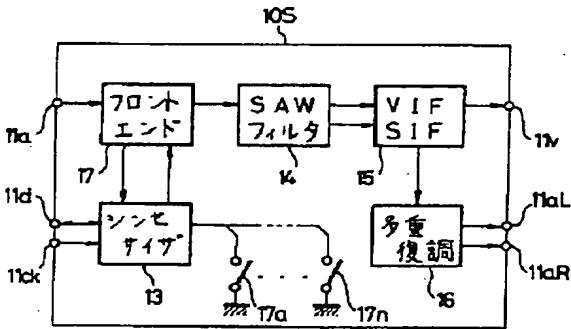 10S
フロント
エンド
SAW
フィルタ
VIF
SIF
11a
17
14
15
11v
11d
11ck
シンセ
サイザ
13
17a
17n
多重
復調
16
11aL
11aR